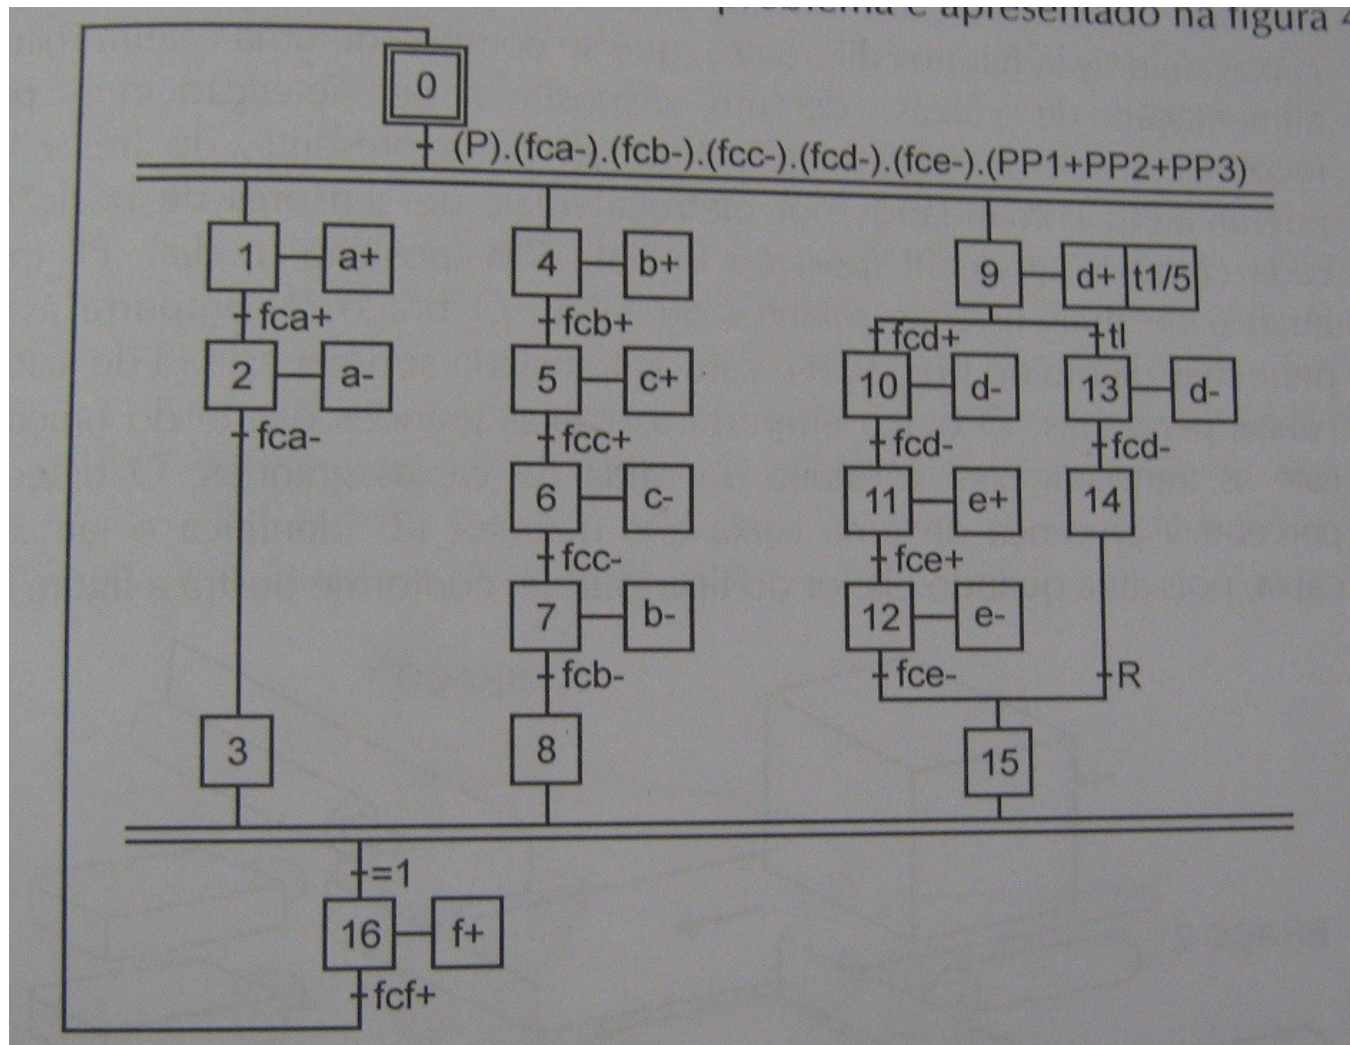 problema é apresentado na figura 4
0
(P).(fca-).(fcb-).(fcc-).(fcd-).(fce-).(PP1+PP2+PP3)
1 a+
fca+
2 a-
fca-
3
4 b+
fcb+
5 c+
fcc+
6 c-
fcc-
7 b-
fcb-
8
9 d+ t1/5
fcd+
10 d-
fcd-
11 e+
fce+
12 e-
fce-
tl
13 d-
fcd-
14
R
15
=1
16 f+
fcf+